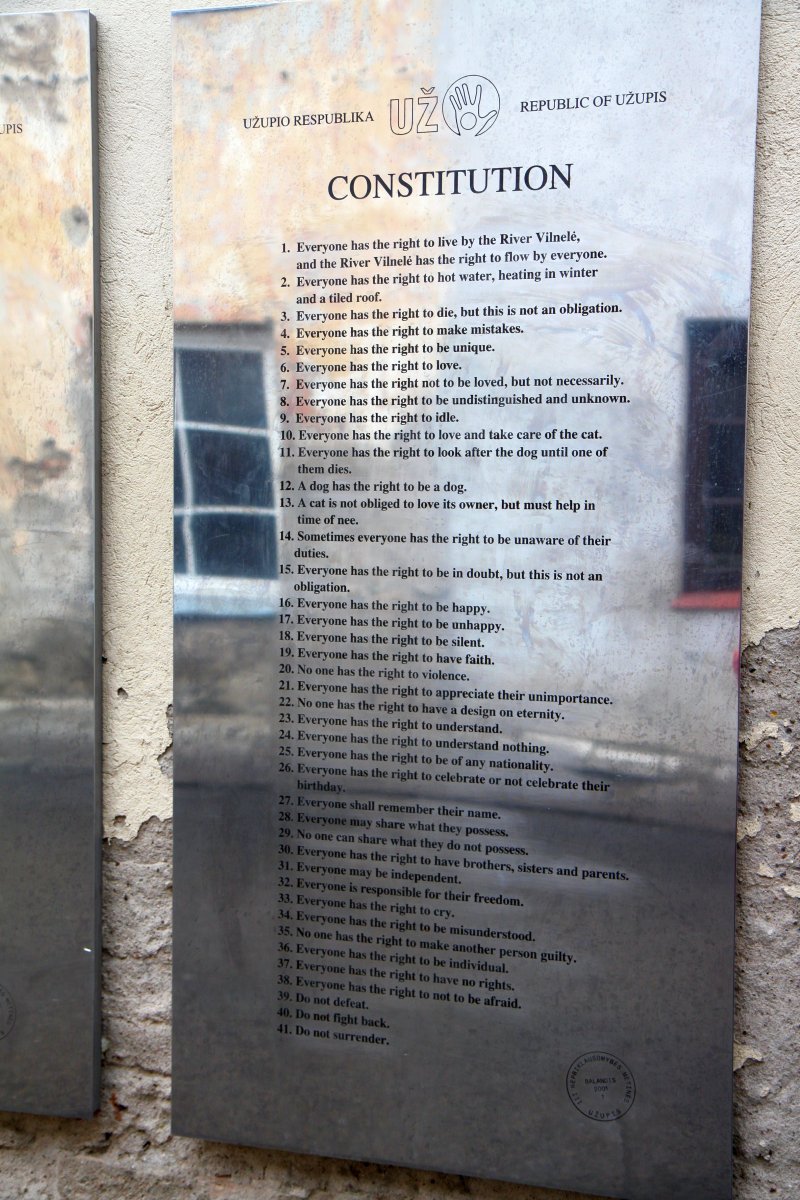 UPIS
UŽUPIO RESPUBLIKA
UŽ
REPUBLIC OF UŽUPIS
CONSTITUTION
1. Everyone has the right to live by the River Vilnelė,
and the River Vilnelė has the right to flow by everyone.
2. Everyone has the right to hot water, heating in winter
and a tiled roof.
3. Everyone has the right to die, but this is not an obligation.
4. Everyone has the right to make mistakes.
5. Everyone has the right to be unique.
6. Everyone has the right to love.
7. Everyone has the right not to be loved, but not necessarily.
8. Everyone has the right to be undistinguished and unknown.
9. Everyone has the right to idle.
10. Everyone has the right to love and take care of the cat.
11. Everyone has the right to look after the dog until one of
them dies.
12. A dog has the right to be a dog.
13. A cat is not obliged to love its owner, but must help in
time of nee.
14. Sometimes everyone has the right to be unaware of their
duties.
15. Everyone has the right to be in doubt, but this is not an
obligation.
16. Everyone has the right to be happy.
17. Everyone has the right to be unhappy.
18. Everyone has the right to be silent.
19. Everyone has the right to have faith.
20. No one has the right to violence.
21. Everyone has the right to appreciate their unimportance.
22. No one has the right to have a design on eternity.
23. Everyone has the right to understand.
24. Everyone has the right to understand nothing.
25. Everyone has the right to be of any nationality.
26. Everyone has the right to celebrate or not celebrate their
birthday.
27. Everyone shall remember their name.
28. Everyone may share what they possess.
29. No one can share what they do not possess.
30. Everyone has the right to have brothers, sisters and parents.
31. Everyone may be independent.
32. Everyone is responsible for their freedom.
33. Everyone has the right to cry.
34. Everyone has the right to be misunderstood.
35. No one has the right to make another person guilty.
36. Everyone has the right to be individual.
37. Everyone has the right to have no rights.
38. Everyone has the right to not to be afraid.
39. Do not defeat.
40. Do not fight back.
41. Do not surrender.
NEPRIKLAUSOMYBĖS METINĖS
BALANDIS
2001
1
UŽUPIS